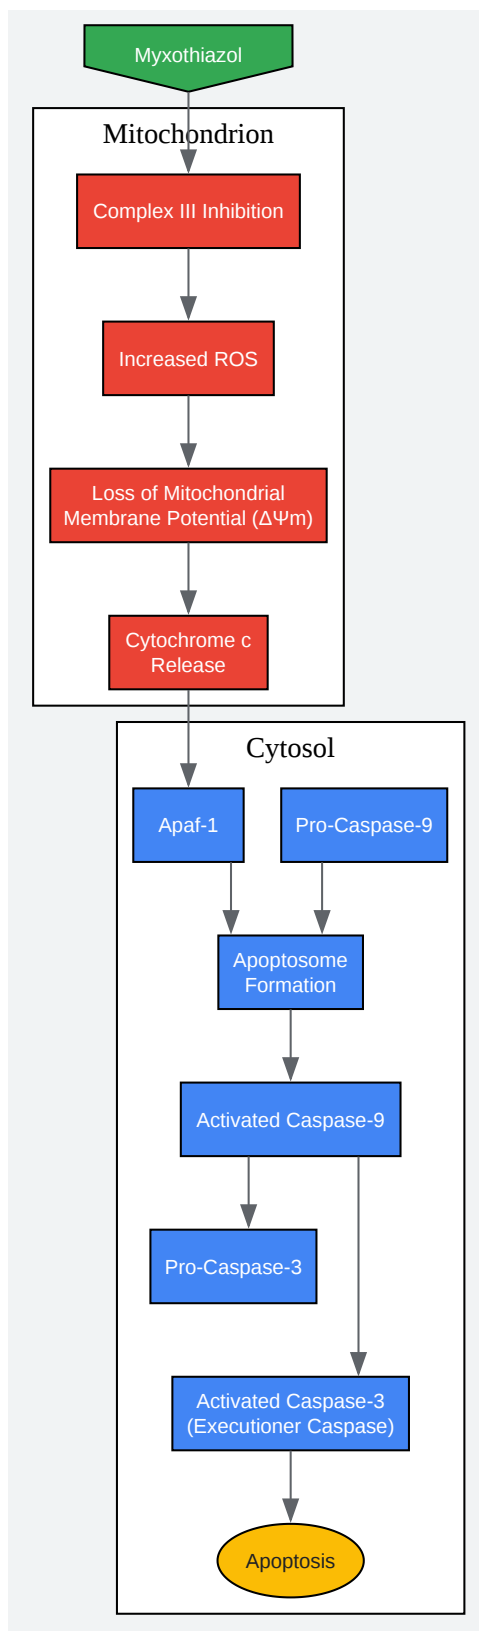 Myxothiazol
Mitochondrion
Complex III Inhibition
Increased ROS
Loss of Mitochondrial
Membrane Potential (ΔΨm)
Cytochrome c
Release
Cytosol
Apaf-1
Pro-Caspase-9
Apoptosome
Formation
Activated Caspase-9
Pro-Caspase-3
Activated Caspase-3
(Executioner Caspase)
Apoptosis